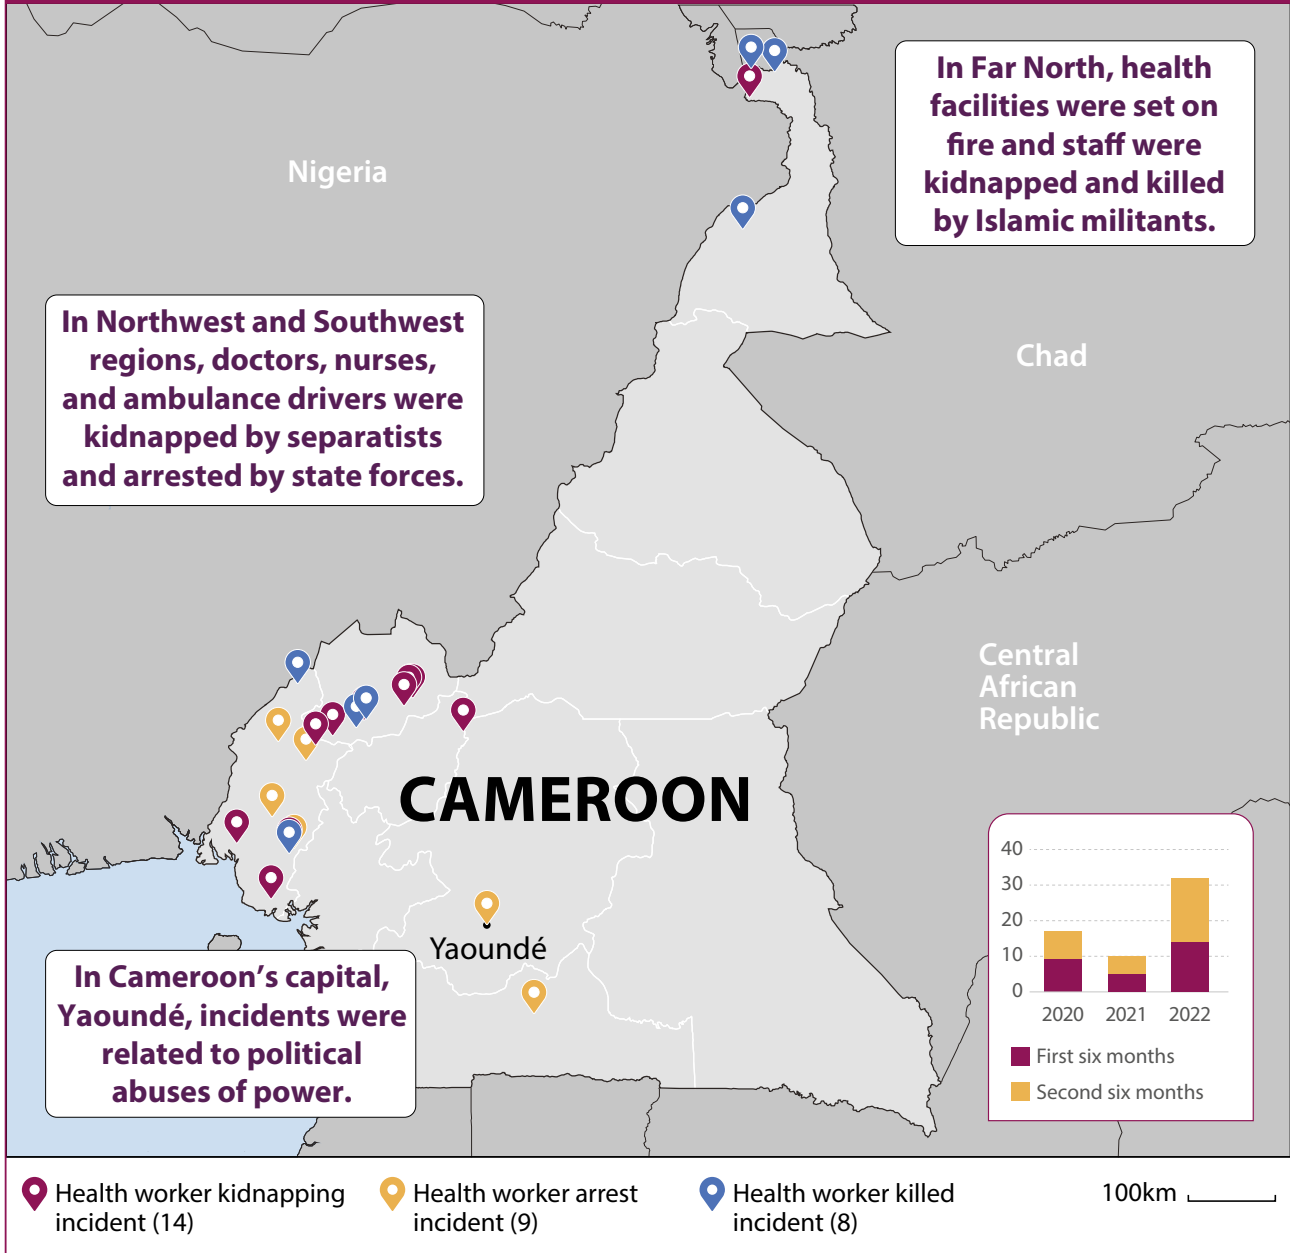 In Far North, health
facilities were set on
fire and staff were
kidnapped and killed
by Islamic militants.
Nigeria
In Northwest and Southwest
regions, doctors, nurses,
and ambulance drivers were
kidnapped by separatists
and arrested by state forces.
Chad
Central
African
Republic
CAMEROON
Yaoundé
In Cameroon’s capital,
Yaoundé, incidents were
related to political
abuses of power.
40
30
20
10
0
2020 2021 2022
First six months
Second six months
Health worker kidnapping
incident (14)
Health worker arrest
incident (9)
Health worker killed
incident (8)
100km